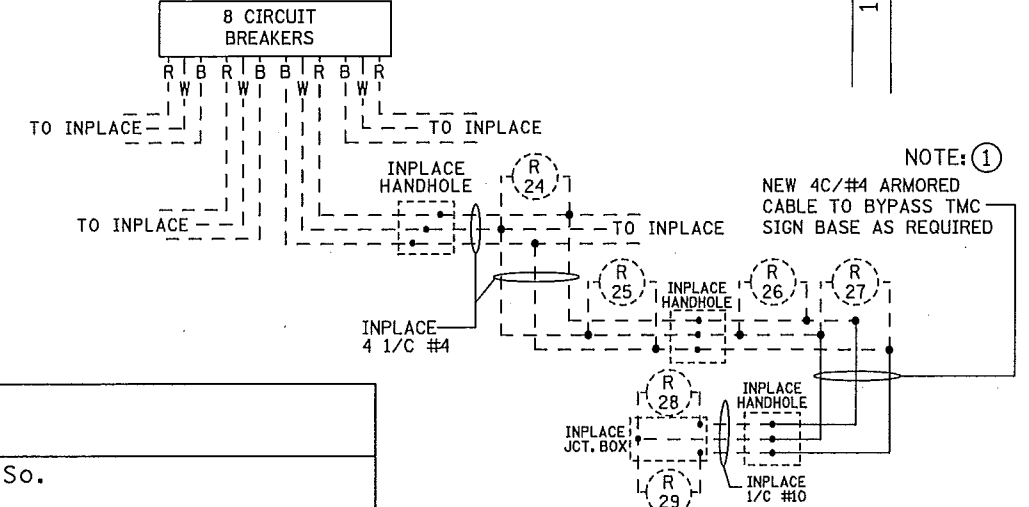 8 CIRCUIT
BREAKERS
1
R W B R W B B W R B W R
TO INPLACE
TO INPLACE
TO INPLACE
TO INPLACE
INPLACE
HANDHOLE
R
24
NOTE: 1
NEW 4C/#4 ARMORED
CABLE TO BYPASS TMC
SIGN BASE AS REQUIRED
R
25
INPLACE
HANDHOLE
R
26
R
27
INPLACE
4 1/C #4
R
28
INPLACE
HANDHOLE
INPLACE
JCT. BOX
R
29
INPLACE
1/C #10
So.